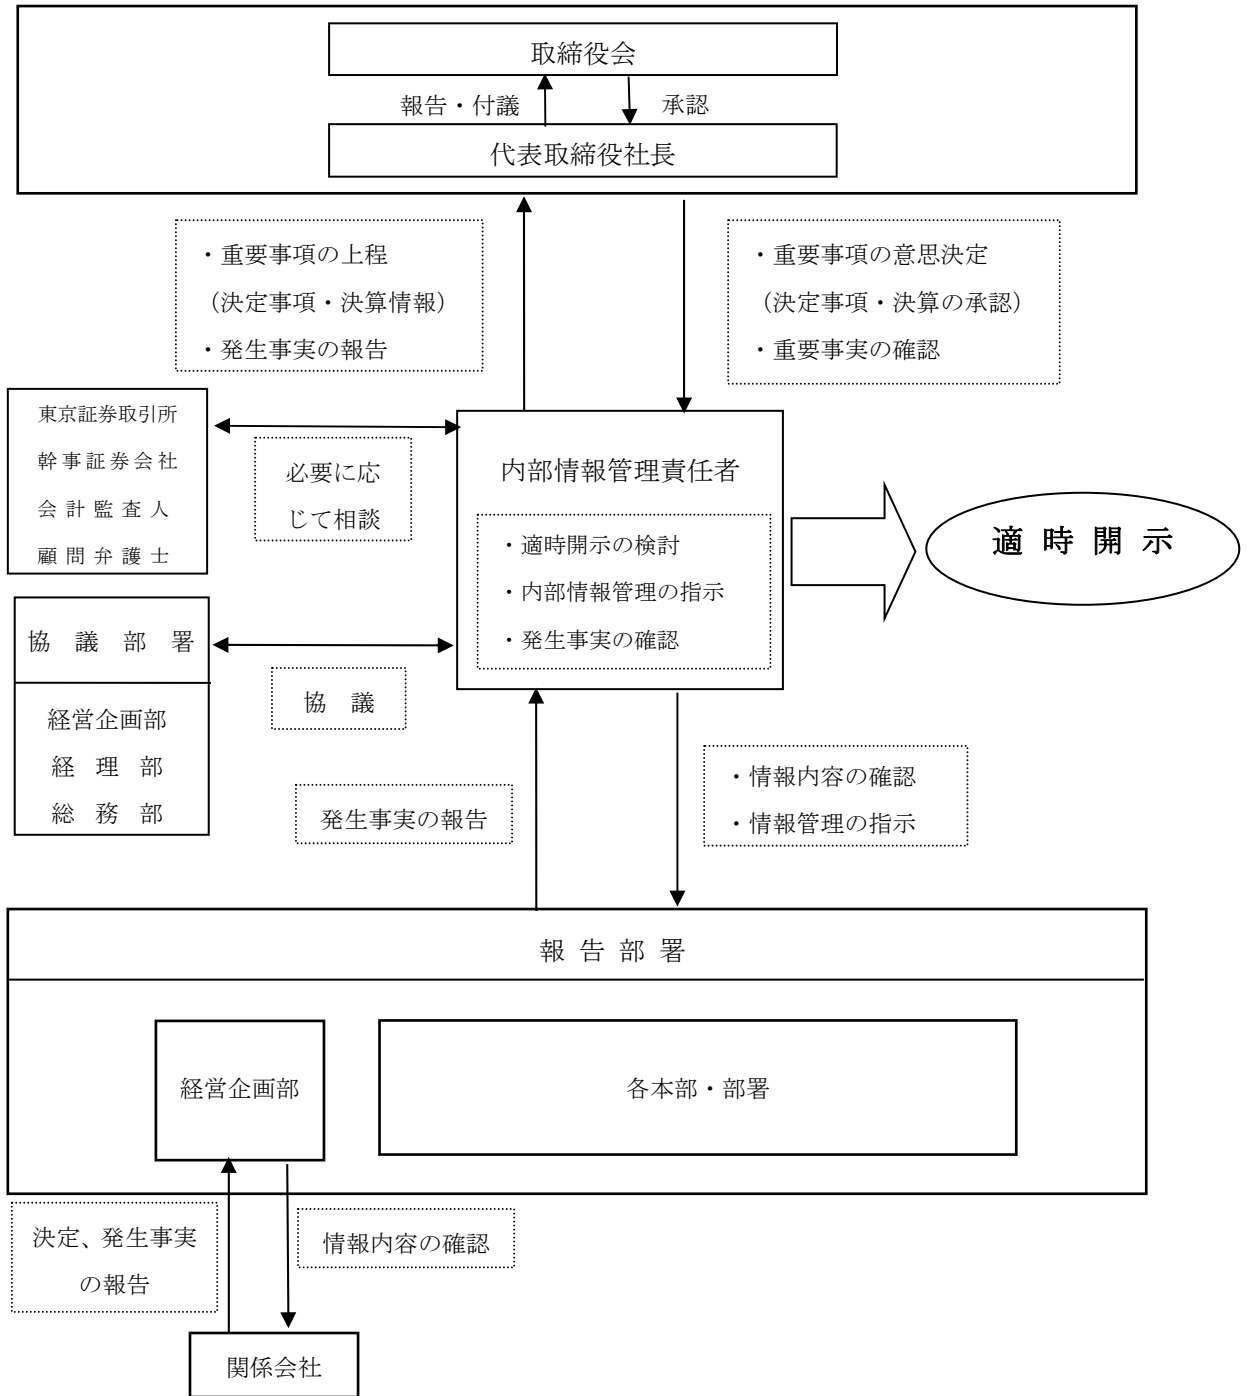 取締役会
報告・付議
承認
代表取締役社長
・重要事項の上程
（決定事項・決算情報）
・発生事実の報告
・重要事項の意思決定
（決定事項・決算の承認）
・重要事実の確認
東京証券取引所
幹事証券会社
会計監査人
顧問弁護士
必要に応
じて相談
内部情報管理責任者
・適時開示の検討
・内部情報管理の指示
・発生事実の確認
適時開示
協議部署
経営企画部
経理部
総務部
協議
発生事実の報告
・情報内容の確認
・情報管理の指示
報告部署
経営企画部
各本部・部署
決定、発生事実
の報告
情報内容の確認
関係会社